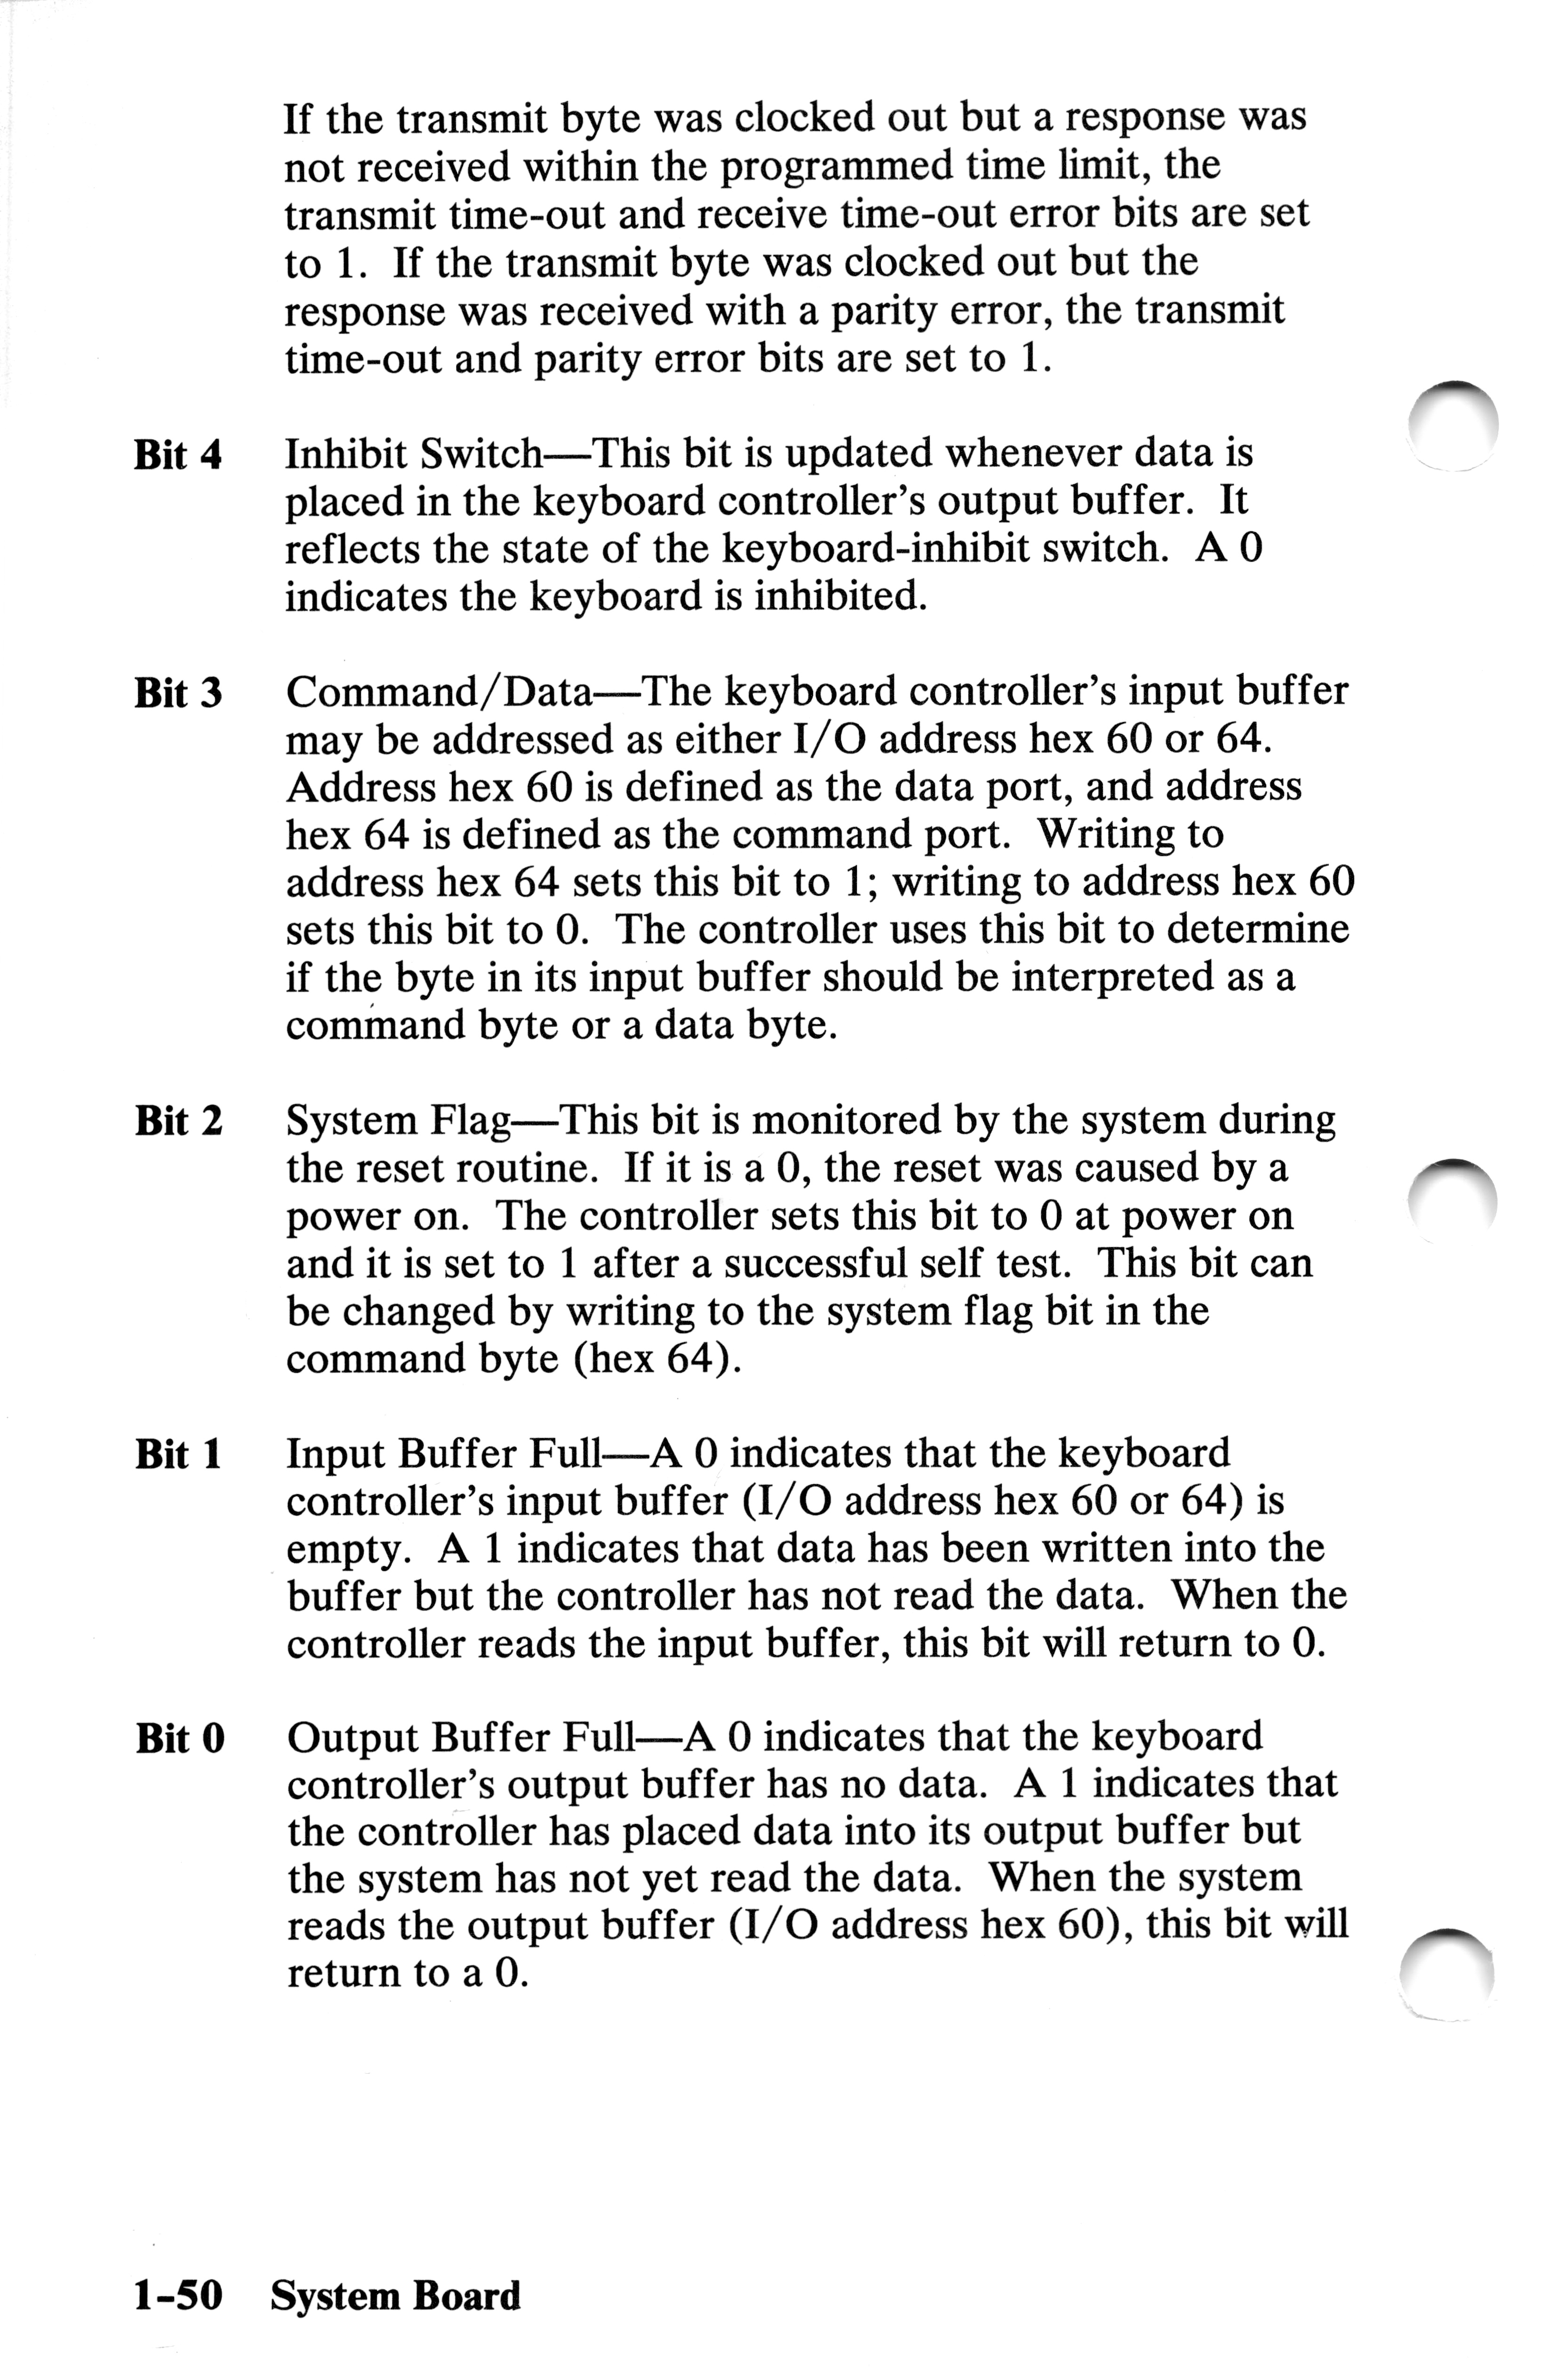 If the transmit byte was clocked out but a response was
not received within the programmed time limit, the
transmit time-out and receive time-out error bits are set
to 1. If the transmit byte was clocked out but the
response was received with a parity error, the transmit
time-out and parity error bits are set to 1.
Bit 4 Inhibit Switch—This bit is updated whenever data is
placed in the keyboard controller's output buffer. It
reflects the state of the keyboard-inhibit switch. A 0
indicates the keyboard is inhibited.
Bit 3 Command/Data—The keyboard controller's input buffer
may be addressed as either I/O address hex 60 or 64.
Address hex 60 is defined as the data port, and address
hex 64 is defined as the command port. Writing to
address hex 64 sets this bit to 1; writing to address hex 60
sets this bit to 0. The controller uses this bit to determine
if the byte in its input buffer should be interpreted as a
command byte or a data byte.
Bit 2 System Flag—This bit is monitored by the system during
the reset routine. If it is a 0, the reset was caused by a
power on. The controller sets this bit to 0 at power on
and it is set to 1 after a successful self test. This bit can
be changed by writing to the system flag bit in the
command byte (hex 64).
Bit 1 Input Buffer Full—A 0 indicates that the keyboard
controller's input buffer (I/O address hex 60 or 64) is
empty. A 1 indicates that data has been written into the
buffer but the controller has not read the data. When the
controller reads the input buffer, this bit will return to 0.
Bit 0 Output Buffer Full—A 0 indicates that the keyboard
controller's output buffer has no data. A 1 indicates that
the controller has placed data into its output buffer but
the system has not yet read the data. When the system
reads the output buffer (I/O address hex 60), this bit will
return to a 0.
1-50 System Board